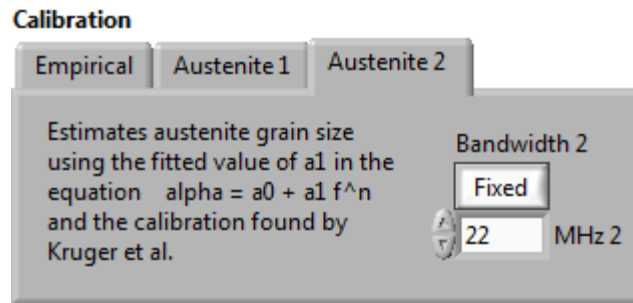 Calibration
Empirical
Austenite 1
Austenite 2
Estimates austenite grain size
using the fitted value of a1 in the
equation    alpha = a0 + a1 f^n
and the calibration found by
Kruger et al.
Bandwidth 2
Fixed
22
MHz 2